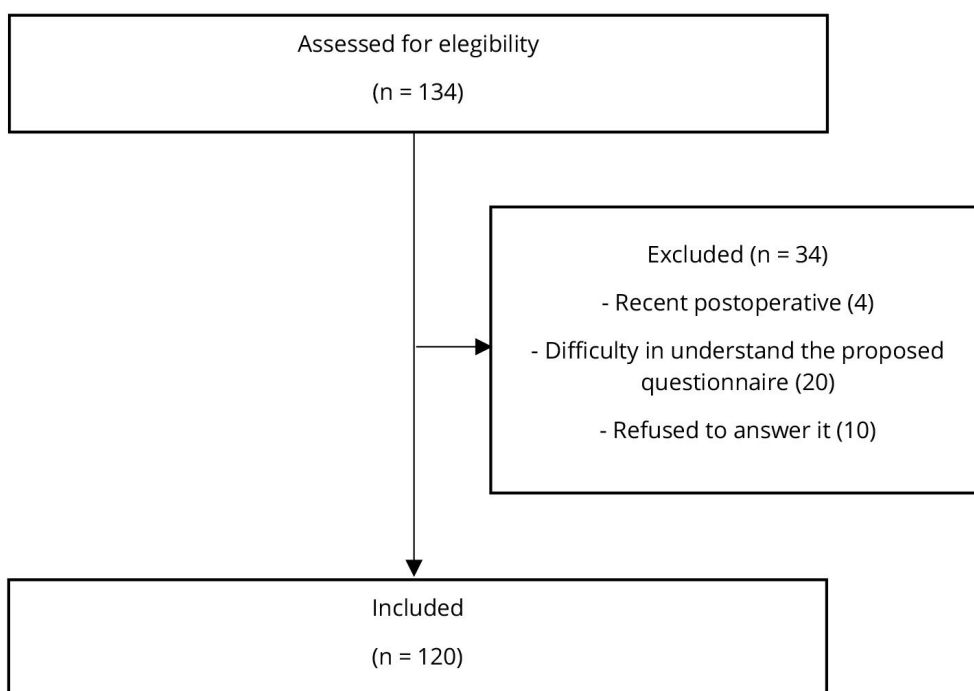 Assessed for elegibility
(n = 134)
Excluded (n = 34)
- Recent postoperative (4)
- Difficulty in understand the proposed
questionnaire (20)
- Refused to answer it (10)
Included
(n = 120)